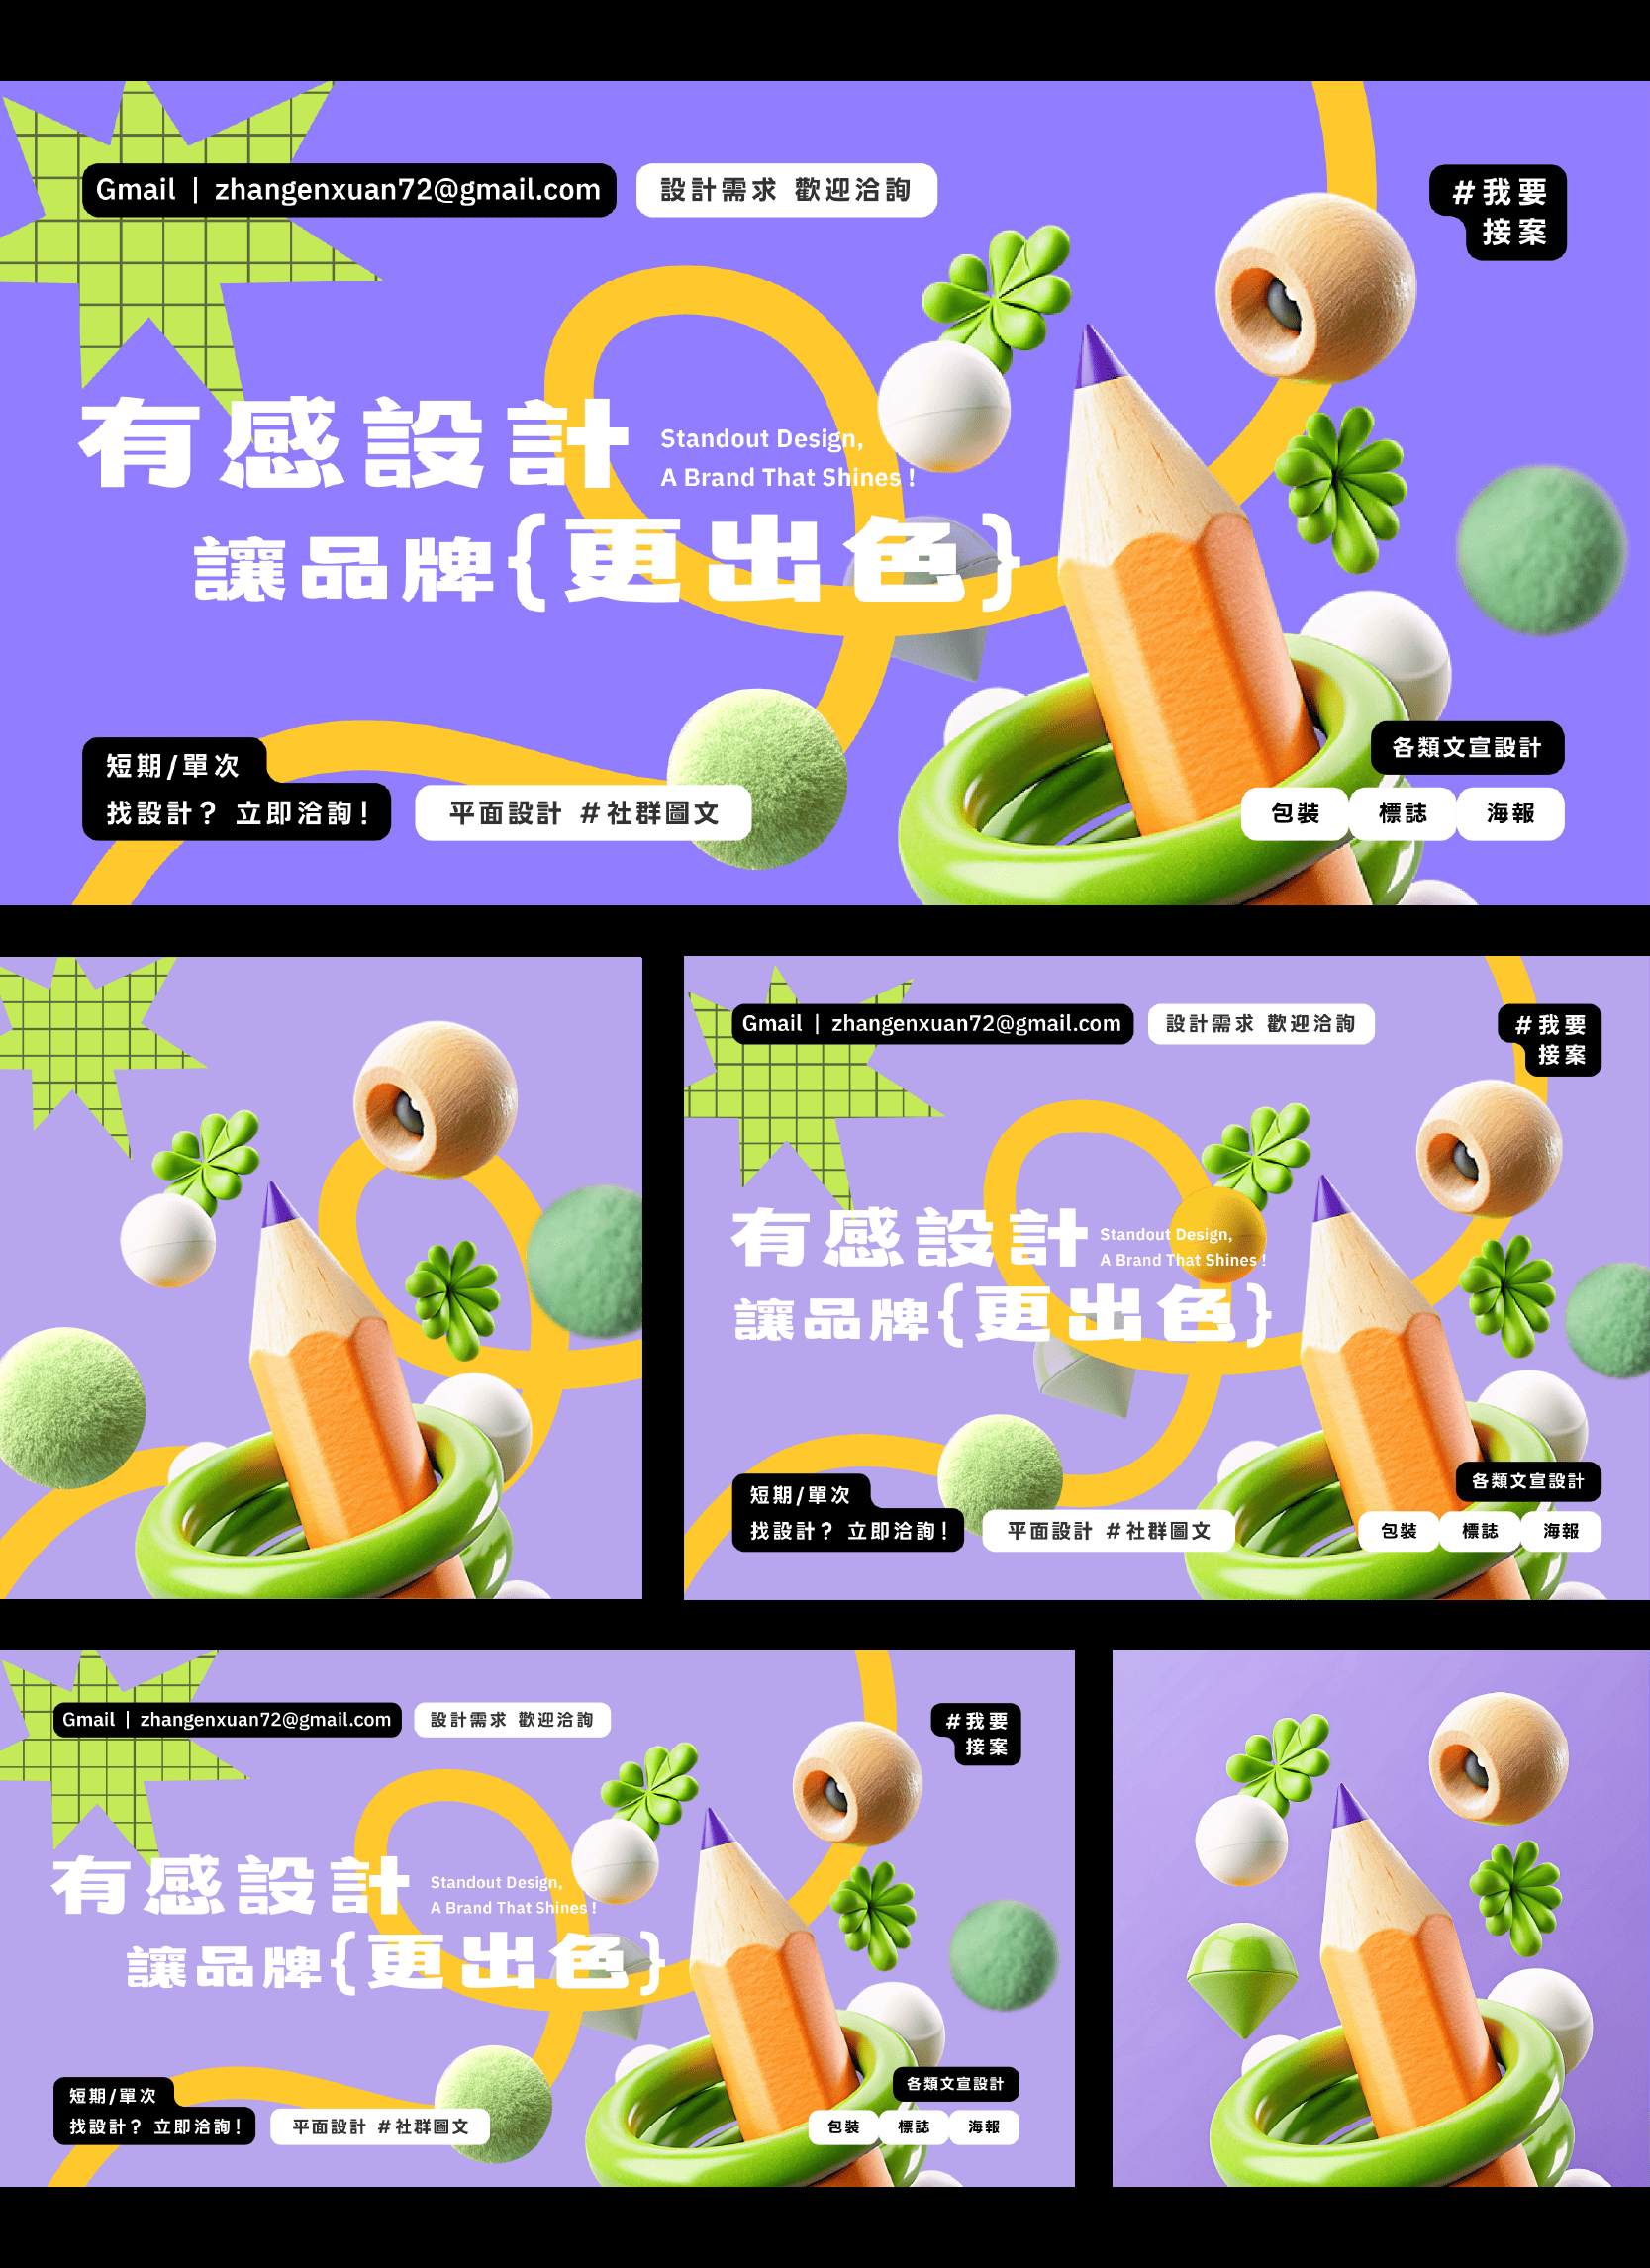 Gmail | zhangenxuan72@gmail.com
設計需求 歡迎洽詢
#我要
接案
有感設計
Standout Design,
A Brand That Shines !
讓品牌{更出色}
短期/單次
找設計? 立即洽詢!
平面設計 #社群圖文
各類文宣設計
包裝
標誌
海報
Gmail | zhangenxuan72@gmail.com
設計需求 歡迎洽詢
#我要
接案
有感設計
Standout Design,
A Brand That Shines !
讓品牌{更出色}
短期/單次
找設計? 立即洽詢!
平面設計 #社群圖文
各類文宣設計
包裝
標誌
海報
Gmail | zhangenxuan72@gmail.com
設計需求 歡迎洽詢
#我要
接案
有感設計
Standout Design,
A Brand That Shines !
讓品牌{更出色}
短期/單次
找設計? 立即洽詢!
平面設計 #社群圖文
各類文宣設計
包裝
標誌
海報